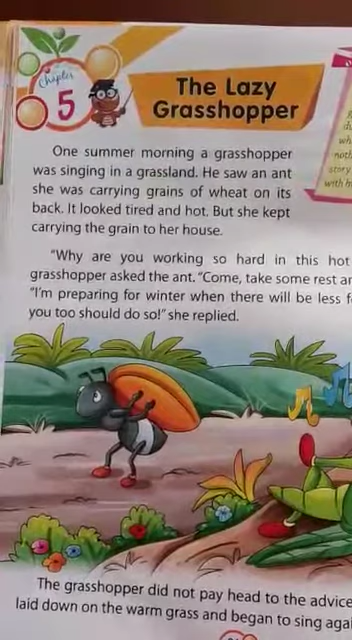 Chapter
5
The Lazy
Grasshopper
One summer morning a grasshopper
was singing in a grassland. He saw an ant
she was carrying grains of wheat on its
back. It looked tired and hot. But she kept
carrying the grain to her house.
"Why are you working so hard in this hot
grasshopper asked the ant. "Come, take some rest
"I'm preparing for winter when there will be less
you too should do so!" she replied.
The grasshopper did not pay head to the advice
laid down on the warm grass and began to sing